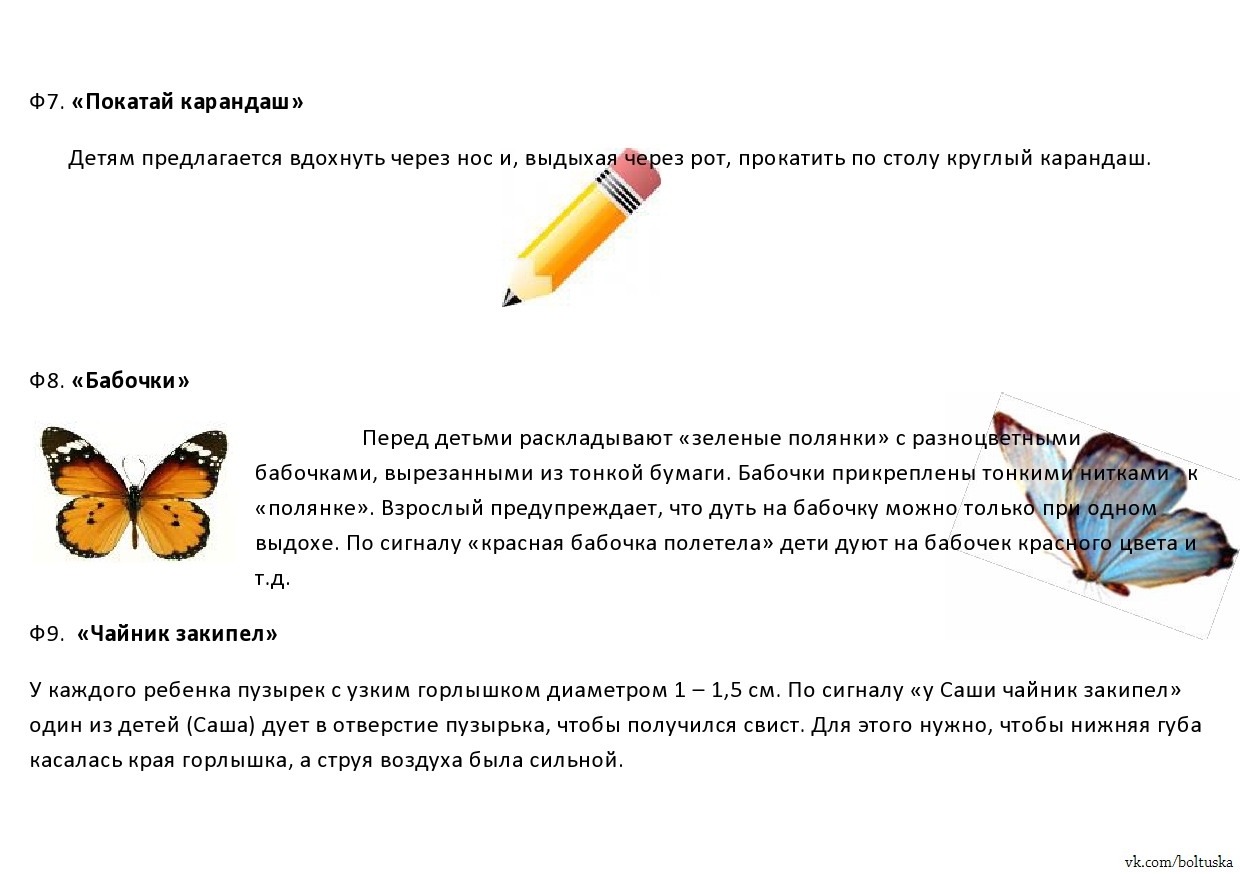 Ф7. «Покатай карандаш»
Детям предлагается вдохнуть через нос и, выдыхая через рот, прокатить по столу круглый карандаш.
Ф8. «Бабочки»
Перед детьми раскладывают «зеленые полянки» с разноцветными
бабочками, вырезанными из тонкой бумаги. Бабочки прикреплены тонкими нитками к
«полянке». Взрослый предупреждает, что дуть на бабочку можно только при одном
выдохе. По сигналу «красная бабочка полетела» дети дуют на бабочек красного цвета и
т.д.
Ф9. «Чайник закипел»
У каждого ребенка пузырек с узким горлышком диаметром 1 – 1,5 см. По сигналу «у Саши чайник закипел»
один из детей (Саша) дует в отверстие пузырька, чтобы получился свист. Для этого нужно, чтобы нижняя губа
касалась края горлышка, а струя воздуха была сильной.
vk.com/boltuska